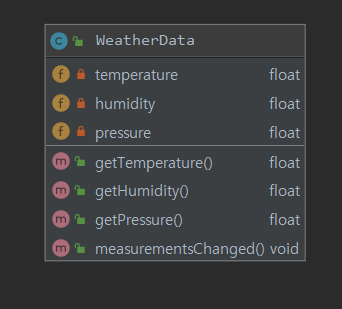 WeatherData
temperature float
humidity float
pressure float
getTemperature() float
getHumidity() float
getPressure() float
measurementsChanged() void